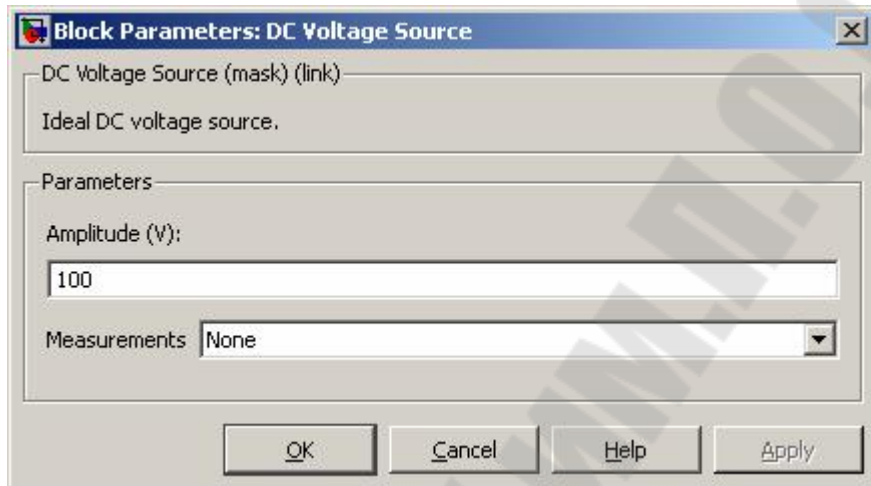 Block Parameters: DC Voltage Source
DC Voltage Source (mask) (link)
Ideal DC voltage source.
Parameters
Amplitude (V):
100
Measurements None
OK Cancel Help Apply